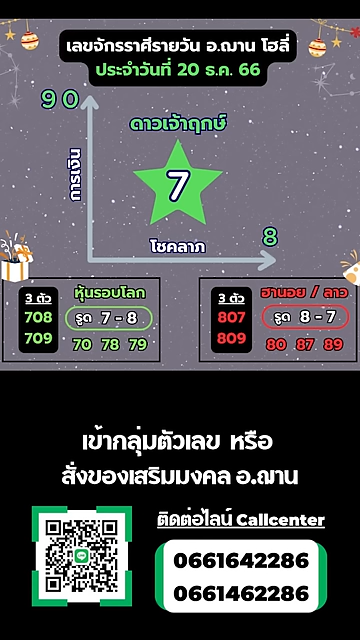 เลขจักรราศีรายวัน อ.ฌาน โฮลี่
ประจำวันที่ 20 ธ.ค. 66
9 0
ดาวเจ้าฤกษ์
7
การเงิน
โชคลาภ
8
3 ตัว
708
709
หุ้นรอบโลก
รูด 7 - 8
70 78 79
3 ตัว
807
809
ฮานอย / ลาว
รูด 8 - 7
80 87 89
เข้ากลุ่มตัวเลข หรือ
สั่งของเสริมมงคล อ.ฌาน
ติดต่อไลน์ Callcenter
0661642286
0661462286